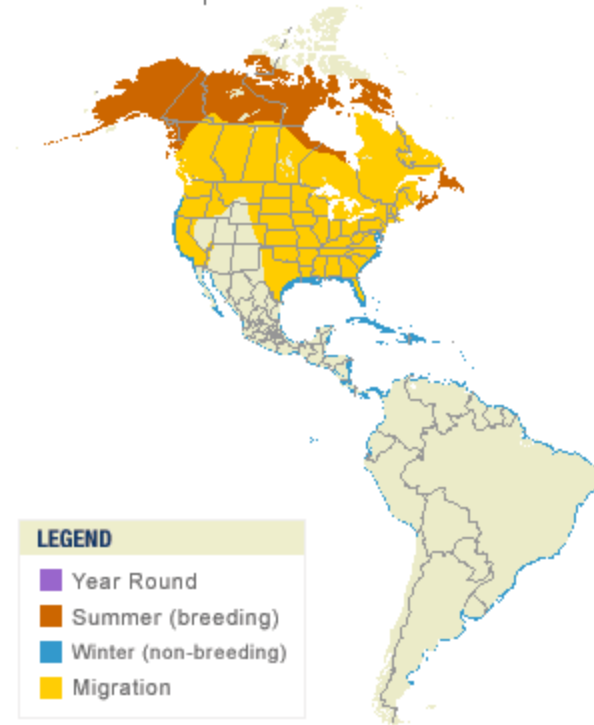 LEGEND
Year Round
Summer (breeding)
Winter (non-breeding)
Migration